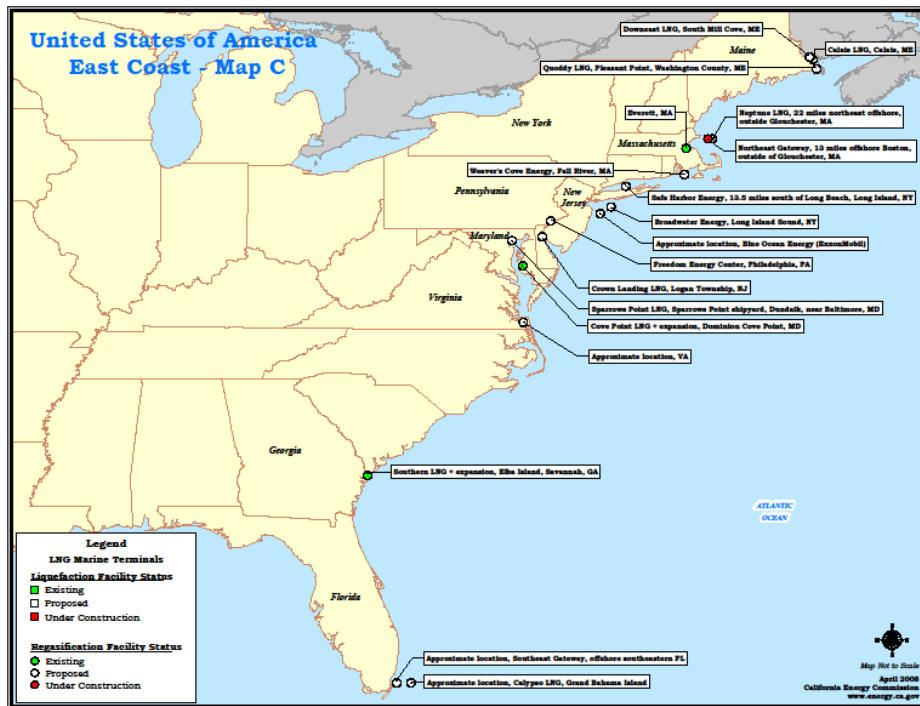 United States of America
East Coast - Map C
Downeast LNG, South Mill Cove, ME
Maine
Calais LNG, Calais, ME
Quoddy LNG, Pleasant Point, Washington County, ME
Everett, MA
Neptune LNG, 22 miles northeast offshore,
outside Glouchester, MA
New York
Massachusetts
Northeast Gateway, 13 miles offshore Boston,
outside of Glouchester, MA
Weaver's Cove Energy, Fall River, MA
Pennsylvania
New
Jersey
Safe Harbor Energy, 13.5 miles south of Long Beach, Long Island, NY
Broadwater Energy, Long Island Sound, NY
Maryland
Approximate location, Blue Ocean Energy (ExxonMobil)
Freedom Energy Center, Philadelphia, PA
Crown Landing LNG, Logan Township, NJ
Virginia
Sparrows Point LNG, Sparrows Point shipyard, Dundalk, near Baltimore, MD
Cove Point LNG + expansion, Dominion Cove Point, MD
Approximate location, VA
Georgia
Southern LNG + expansion, Elba Island, Savannah, GA
ATLANTIC
OCEAN
Legend
LNG Marine Terminals
Liquefaction Facility Status
Existing
Proposed
Under Construction
Regasification Facility Status
Existing
Proposed
Under Construction
Florida
Approximate location, Southeast Gateway, offshore southeastern FL
Approximate location, Calypso LNG, Grand Bahama Island
Map Not to Scale
April 2008
California Energy Commission
www.energy.ca.gov